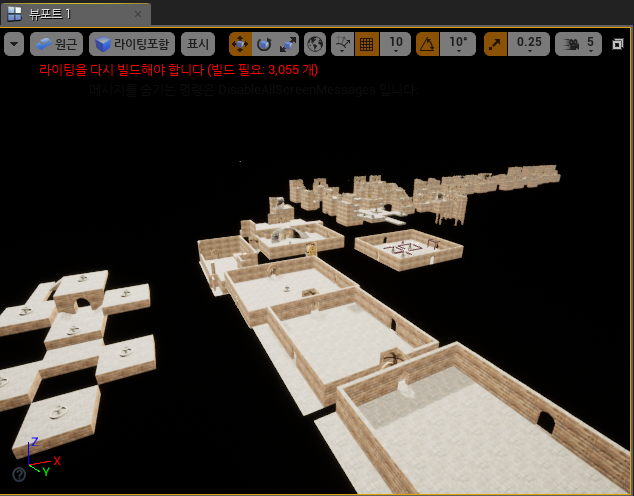 뷰포트 1
원근 라이팅포함 표시 10 10° 0.25 5
라이팅을 다시 빌드해야 합니다 (빌드 필요: 3,055 개)
메시지를 숨기는 명령은 DisableAllScreenMessages 입니다
Z
X
Y
?